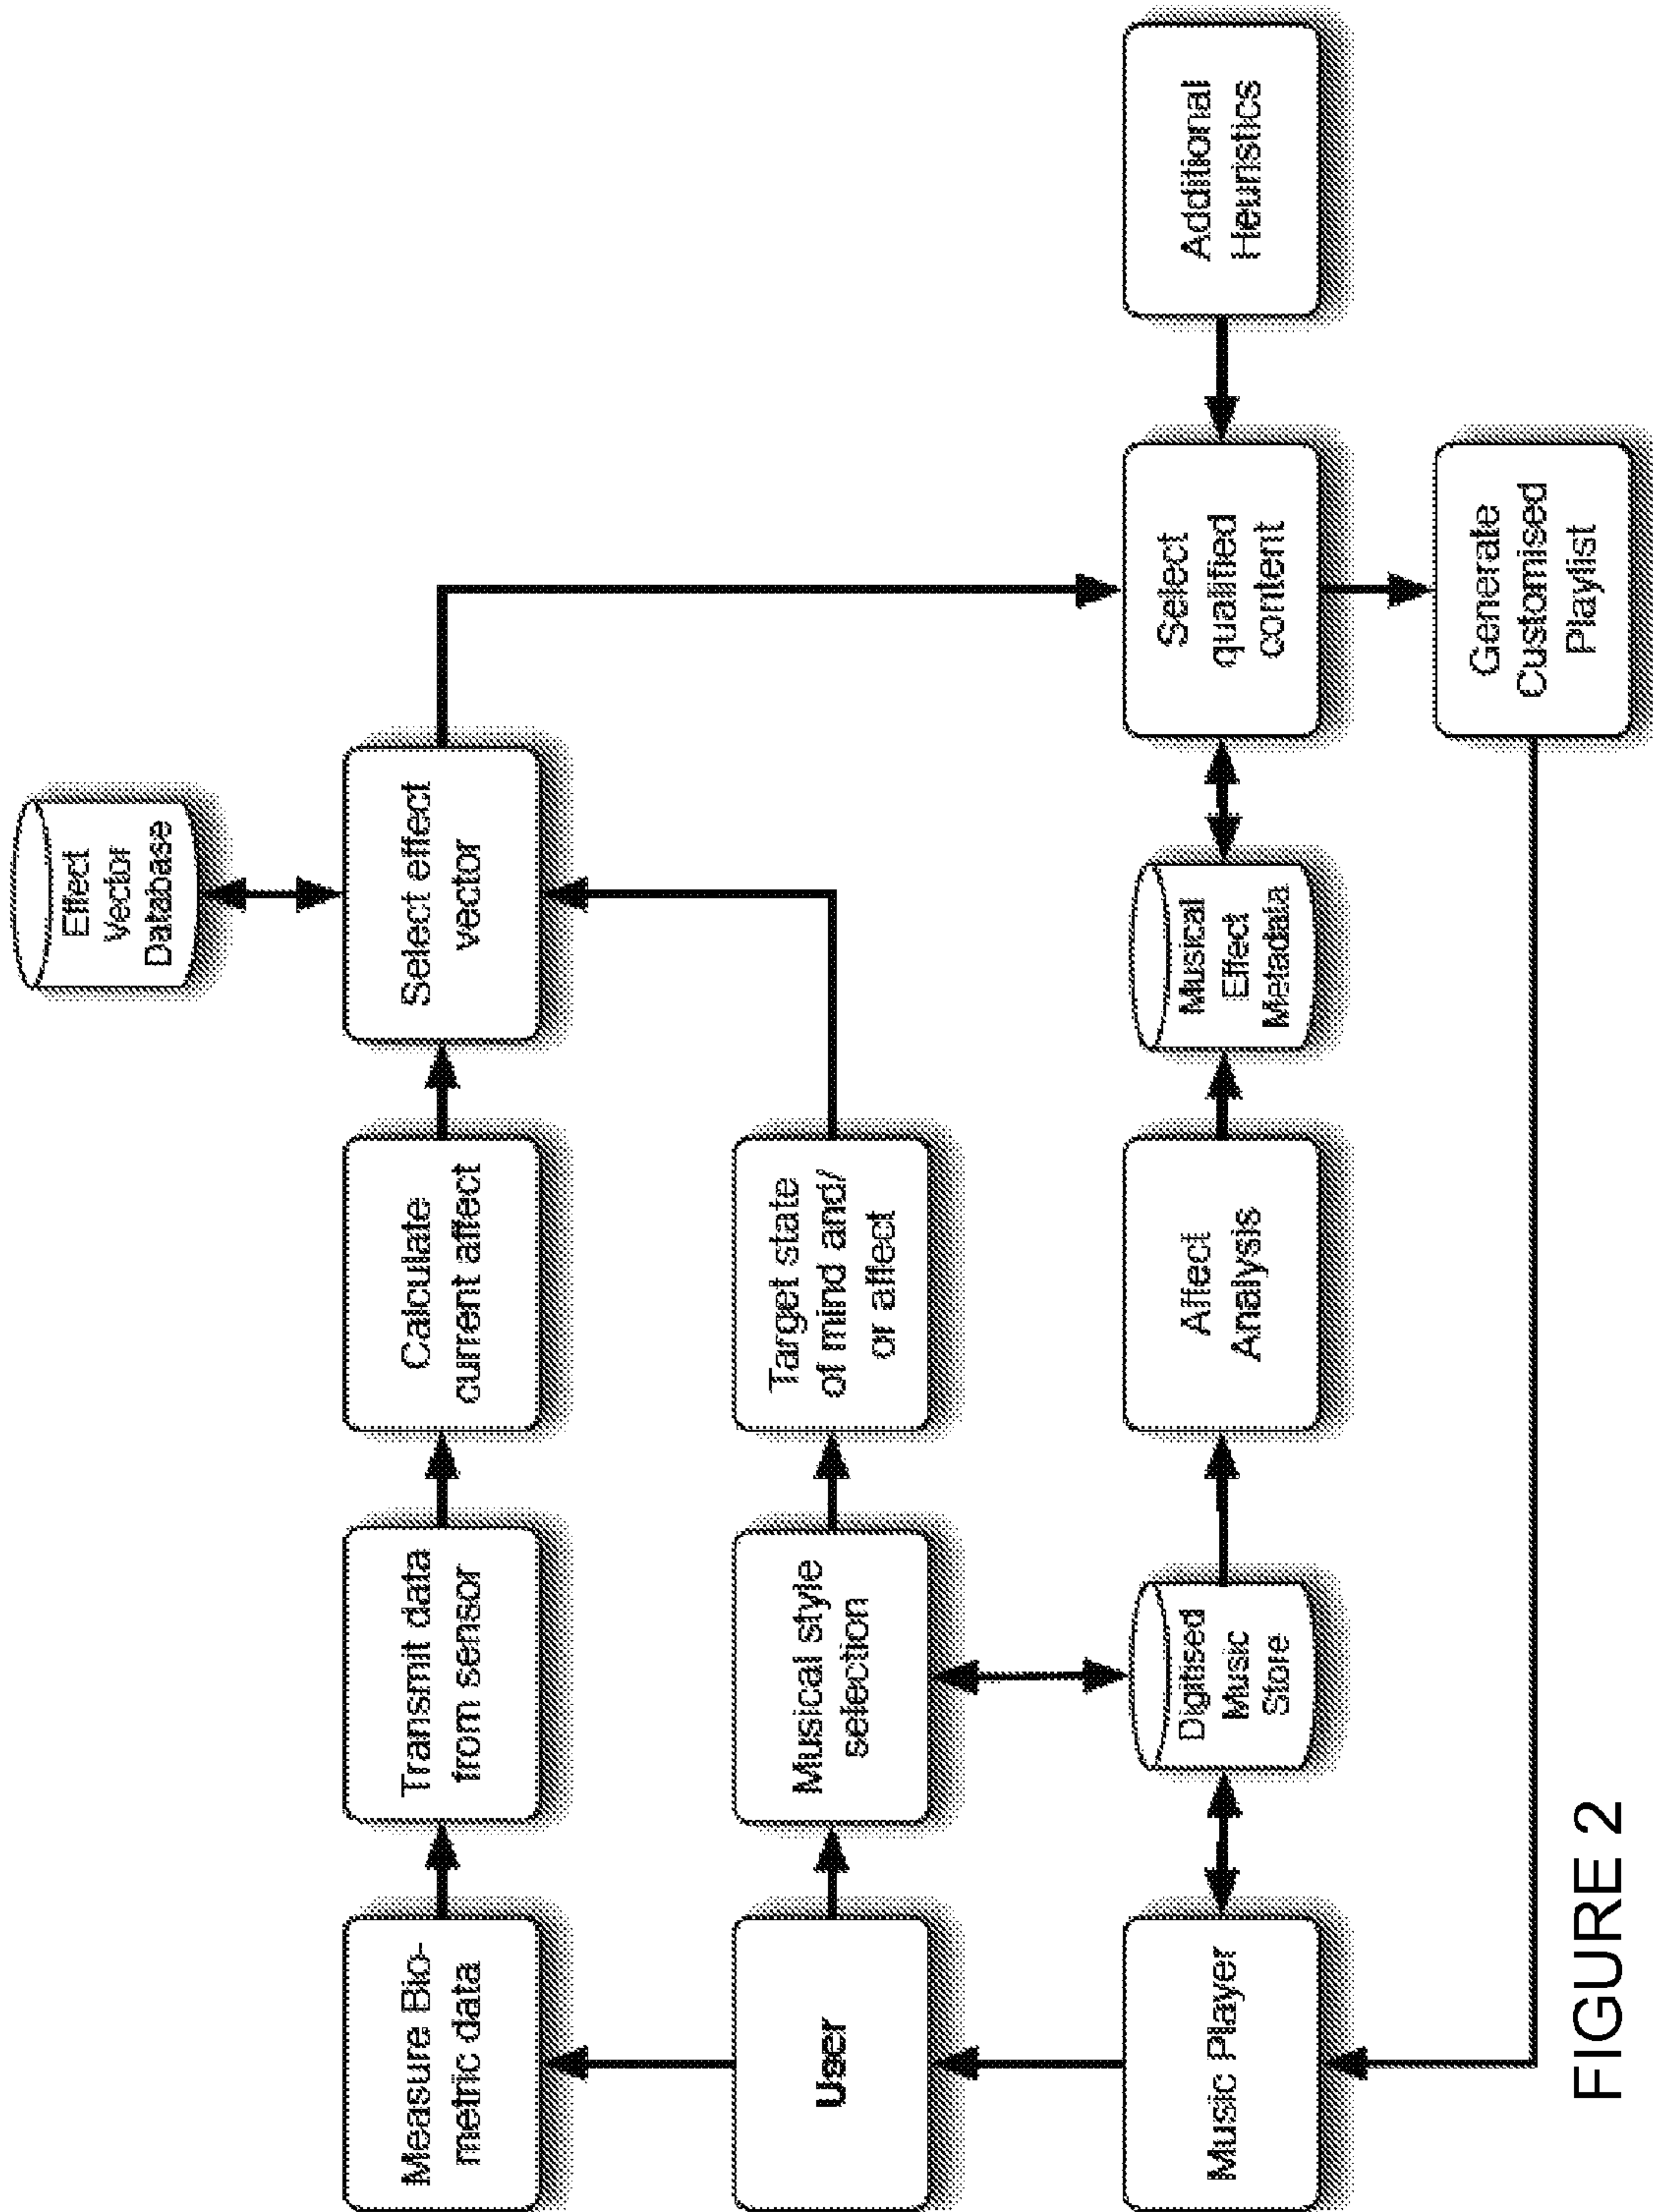 Effect
Vector
Database
Measure Bio-
metric data
Transmit data
from sensor
Calculate
current affect
Select effect
vector
User
Musical style
selection
Target state
of mind and/
or affect
Music Player
Digitised
Music
Store
Affect
Analysis
Musical
Effect
Metadata
Select
qualified
content
Additional
Heuristics
Generate
Customised
Playlist
FIGURE 2